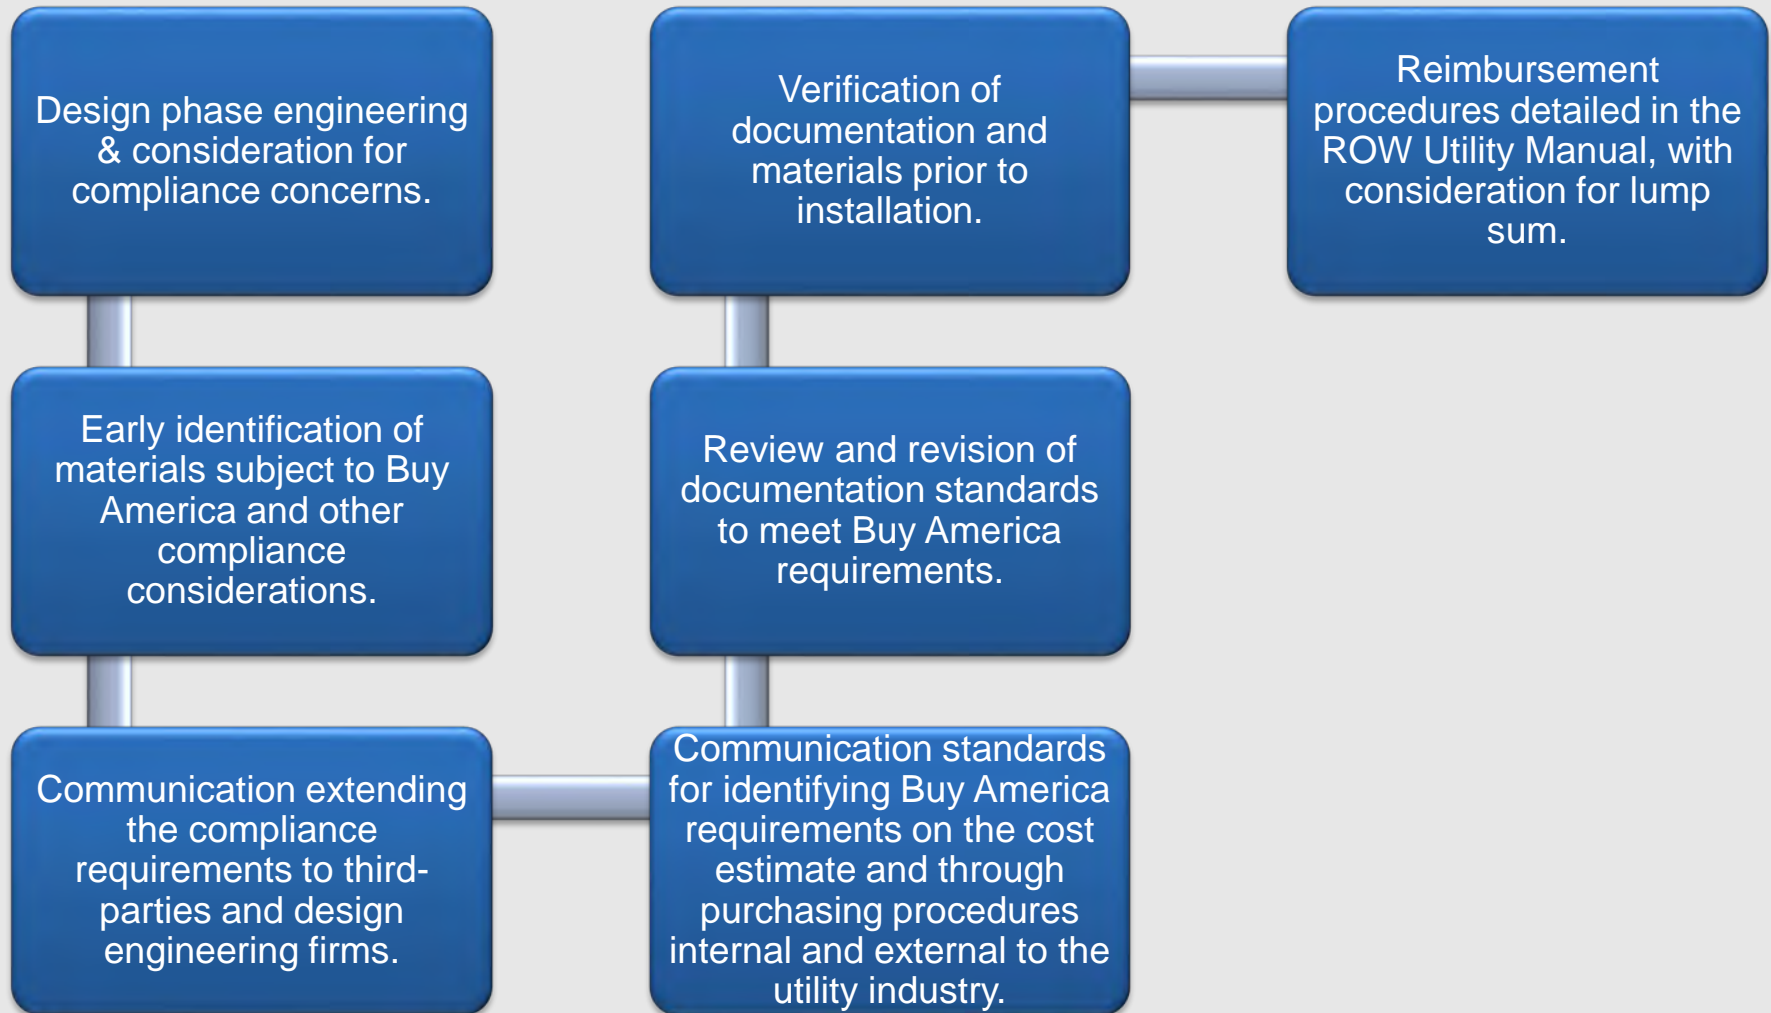 Design phase engineering
& consideration for
compliance concerns.
Early identification of
materials subject to Buy
America and other
compliance
considerations.
Communication extending
the compliance
requirements to third-
parties and design
engineering firms.
Communication standards
for identifying Buy America
requirements on the cost
estimate and through
purchasing procedures
internal and external to the
utility industry.
Review and revision of
documentation standards
to meet Buy America
requirements.
Verification of
documentation and
materials prior to
installation.
Reimbursement
procedures detailed in the
ROW Utility Manual, with
consideration for lump
sum.